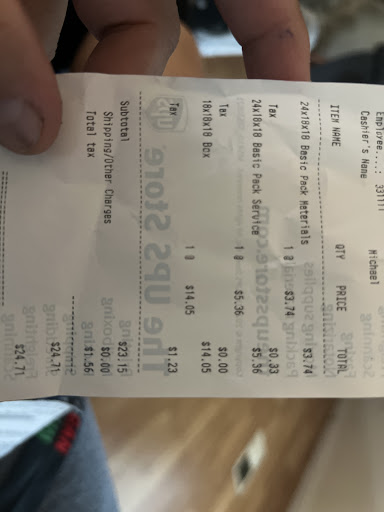 Employee...: 331111
Cashier's Name Michael
ITEM NAME QTY PRICE TOTAL
24x18x18 Basic Pack Materials
1 @ $3.74 $3.74
Tax $0.33
24x18x18 Basic Pack Service
1 @ $5.36 $5.36
Tax $0.00
18x18x18 Box
1 @ $14.05 $14.05
Tax $1.23
The UPS Store
ups
Subtotal $23.15
Shipping/Other Charges $0.00
Total tax $1.56
$24.71
$24.71